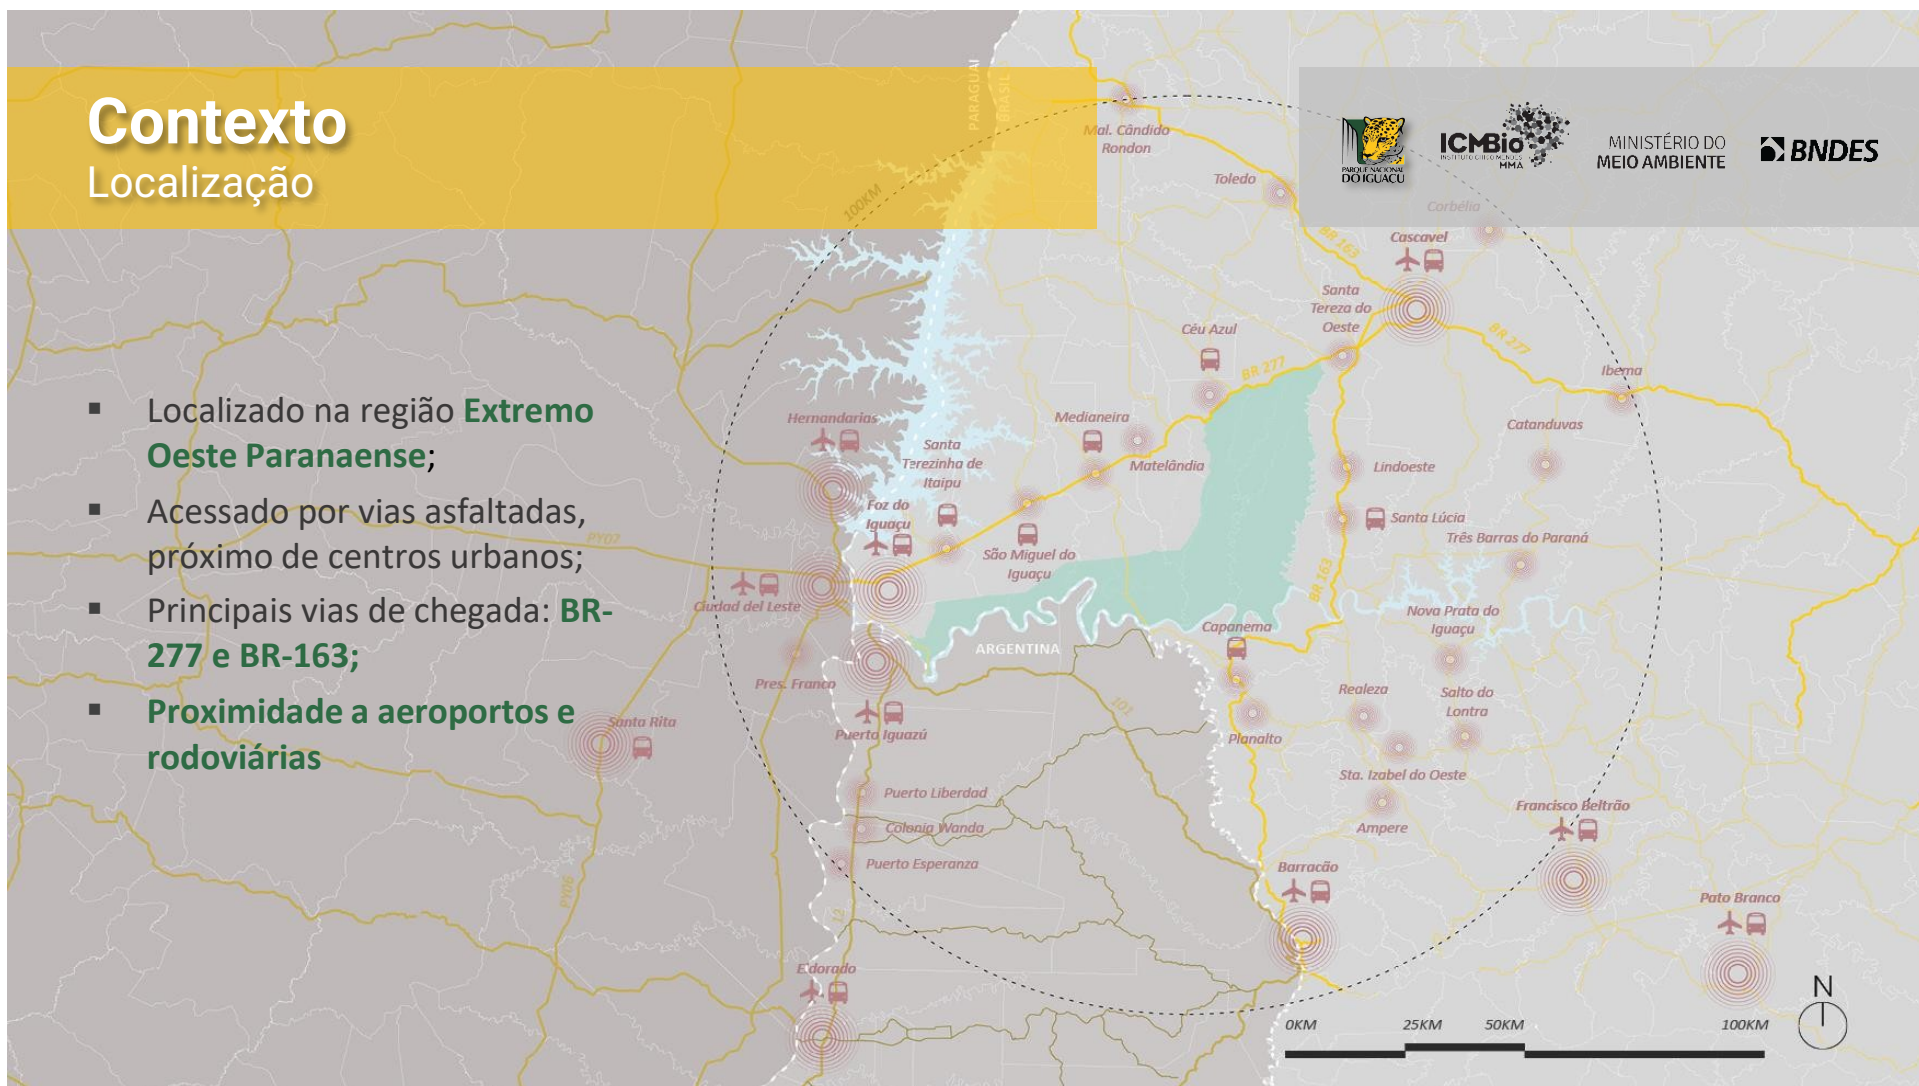 Contexto
Localização
PARQUE NACIONAL
DO IGUAÇU
ICMBio
INSTITUTO CHICO MENDES
MMA
MINISTÉRIO DO
MEIO AMBIENTE
BNDES
▪ Localizado na região Extremo
Oeste Paranaense;
▪ Acessado por vias asfaltadas,
próximo de centros urbanos;
▪ Principais vias de chegada: BR-
277 e BR-163;
▪ Proximidade a aeroportos e
rodoviárias
PARAGUAI
BRASIL
100KM
Mal. Cândido
Rondon
Toledo
Corbélia
BR 163
Cascavel
Santa
Tereza do
Oeste
Céu Azul
BR 277
BR 277
Ibema
Hernandarias
Medianeira
Catanduvas
Santa
Terezinha de
Itaipu
Matelândia
Lindoeste
Foz do
Iguaçu
Santa Lúcia
PY07
São Miguel do
Iguaçu
Três Barras do Paraná
BR 163
Ciudad del Leste
Nova Prata do
Iguaçu
Capanema
ARGENTINA
Pres. Franco
Realeza
Salto do
Lontra
101
Santa Rita
Puerto Iguazú
Planalto
Sta. Izabel do Oeste
Puerto Liberdad
Francisco Beltrão
Colonia Wanda
Ampere
Puerto Esperanza
Barracão
PY06
12
Pato Branco
Eldorado
N
0KM 25KM 50KM 100KM